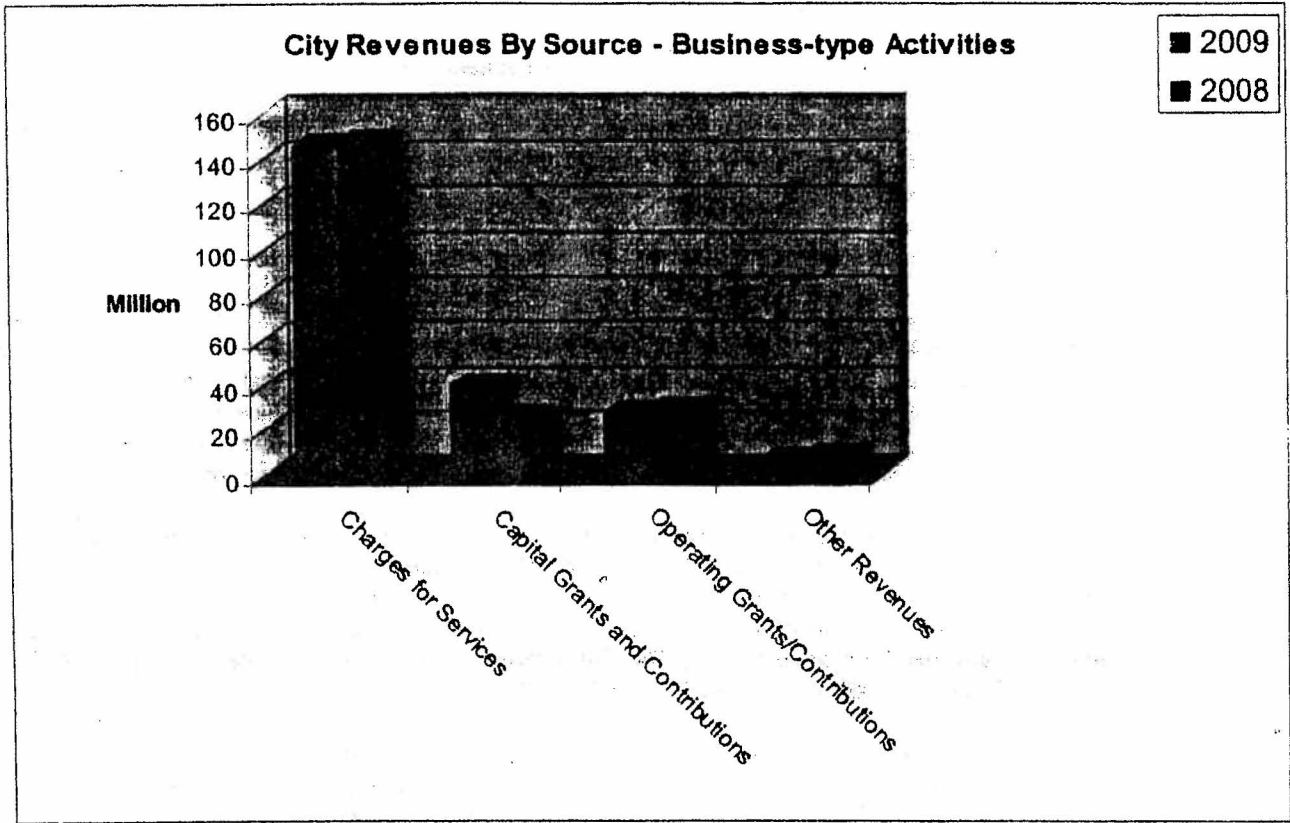 City Revenues By Source - Business-type Activities
2009
2008
160
140
120
100
80
60
40
20
0
Million
Charges for Services
Capital Grants and Contributions
Operating Grants/Contributions
Other Revenues